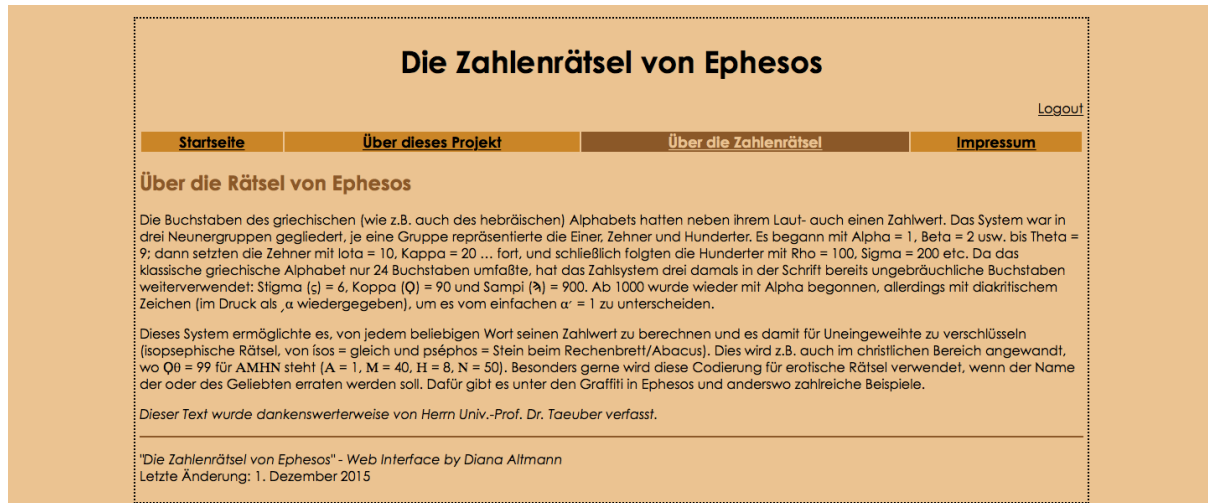 Die Zahlenrätsel von Ephesos
Logout
Startseite Über dieses Projekt Über die Zahlenrätsel Impressum
Über die Rätsel von Ephesos
Die Buchstaben des griechischen (wie z.B. auch des hebräischen) Alphabets hatten neben ihrem Laut- auch einen Zahlwert. Das System war in
drei Neunergruppen gegliedert, je eine Gruppe repräsentierte die Einer, Zehner und Hunderter. Es begann mit Alpha = 1, Beta = 2 usw. bis Theta =
9; dann setzten die Zehner mit Iota = 10, Kappa = 20 … fort, und schließlich folgten die Hunderter mit Rho = 100, Sigma = 200 etc. Da das
klassische griechische Alphabet nur 24 Buchstaben umfaßte, hat das Zahlsystem drei damals in der Schrift bereits ungebräuchliche Buchstaben
weiterverwendet: Stigma (ς) = 6, Koppa (Ϙ) = 90 und Sampi (ϡ) = 900. Ab 1000 wurde wieder mit Alpha begonnen, allerdings mit diakritischem
Zeichen (im Druck als ͵α wiedergegeben), um es vom einfachen α′ = 1 zu unterscheiden.
Dieses System ermöglichte es, von jedem beliebigen Wort seinen Zahlwert zu berechnen und es damit für Uneingeweihte zu verschlüsseln
(isopsephische Rätsel, von ísos = gleich und pséphos = Stein beim Rechenbrett/Abacus). Dies wird z.B. auch im christlichen Bereich angewandt,
wo Ϙθ = 99 für ΑΜΗΝ steht (Α = 1, Μ = 40, Η = 8, Ν = 50). Besonders gerne wird diese Codierung für erotische Rätsel verwendet, wenn der Name
der oder des Geliebten erraten werden soll. Dafür gibt es unter den Graffiti in Ephesos und anderswo zahlreiche Beispiele.
Dieser Text wurde dankenswerterweise von Herrn Univ.-Prof. Dr. Taeuber verfasst.
"Die Zahlenrätsel von Ephesos" - Web Interface by Diana Altmann
Letzte Änderung: 1. Dezember 2015